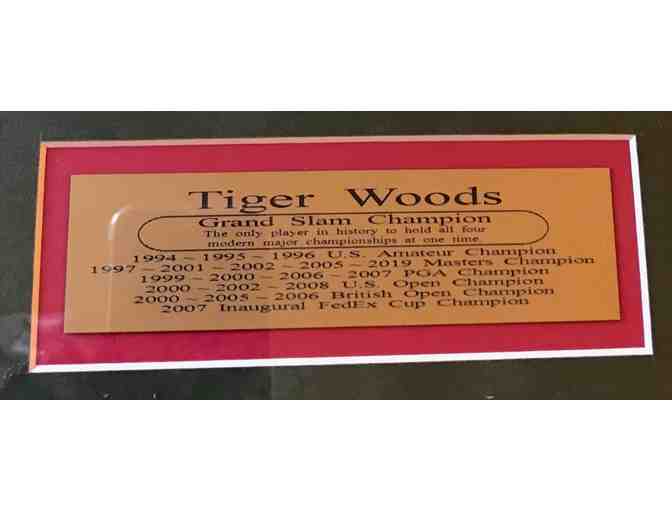 Tiger Woods
Grand Slam Champion
The only player in history to hold all four
modern major championships at one time.
1994 ~ 1995 ~ 1996 U.S. Amateur Champion
1997 ~ 2001 ~ 2002 ~ 2005 ~ 2019 Masters Champion
1999 ~ 2000 ~ 2006 ~ 2007 PGA Champion
2000 ~ 2002 ~ 2008 U.S. Open Champion
2000 ~ 2005 ~ 2006 British Open Champion
2007 Inaugural FedEx Cup Champion